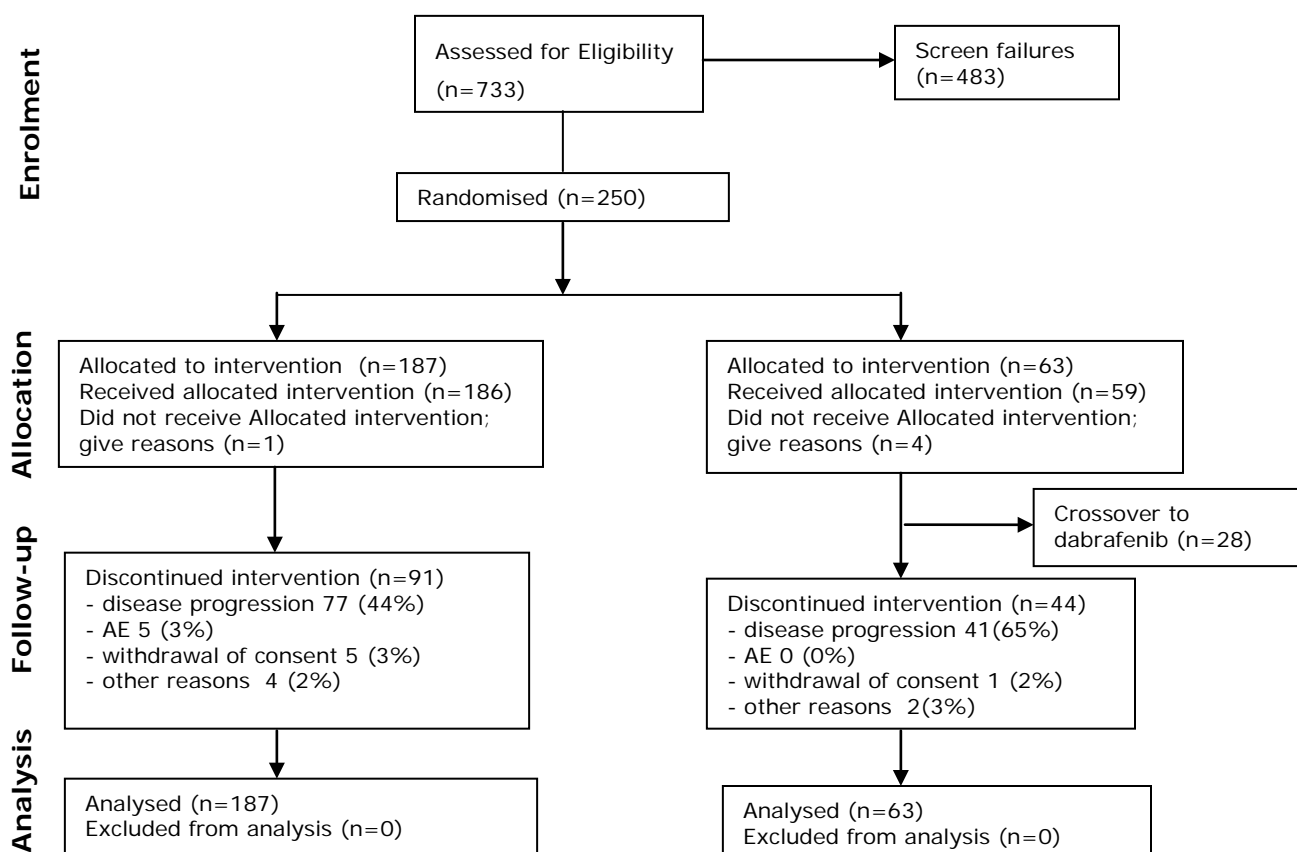 Enrolment
Assessed for Eligibility
(n=733)
Screen failures
(n=483)
Randomised (n=250)
Allocation
Allocated to intervention (n=187)
Received allocated intervention (n=186)
Did not receive Allocated intervention;
give reasons (n=1)
Allocated to intervention (n=63)
Received allocated intervention (n=59)
Did not receive Allocated intervention;
give reasons (n=4)
Crossover to
dabrafenib (n=28)
Follow-up
Discontinued intervention (n=91)
- disease progression 77 (44%)
- AE 5 (3%)
- withdrawal of consent 5 (3%)
- other reasons 4 (2%)
Discontinued intervention (n=44)
- disease progression 41(65%)
- AE 0 (0%)
- withdrawal of consent 1 (2%)
- other reasons 2(3%)
Analysis
Analysed (n=187)
Excluded from analysis (n=0)
Analysed (n=63)
Excluded from analysis (n=0)